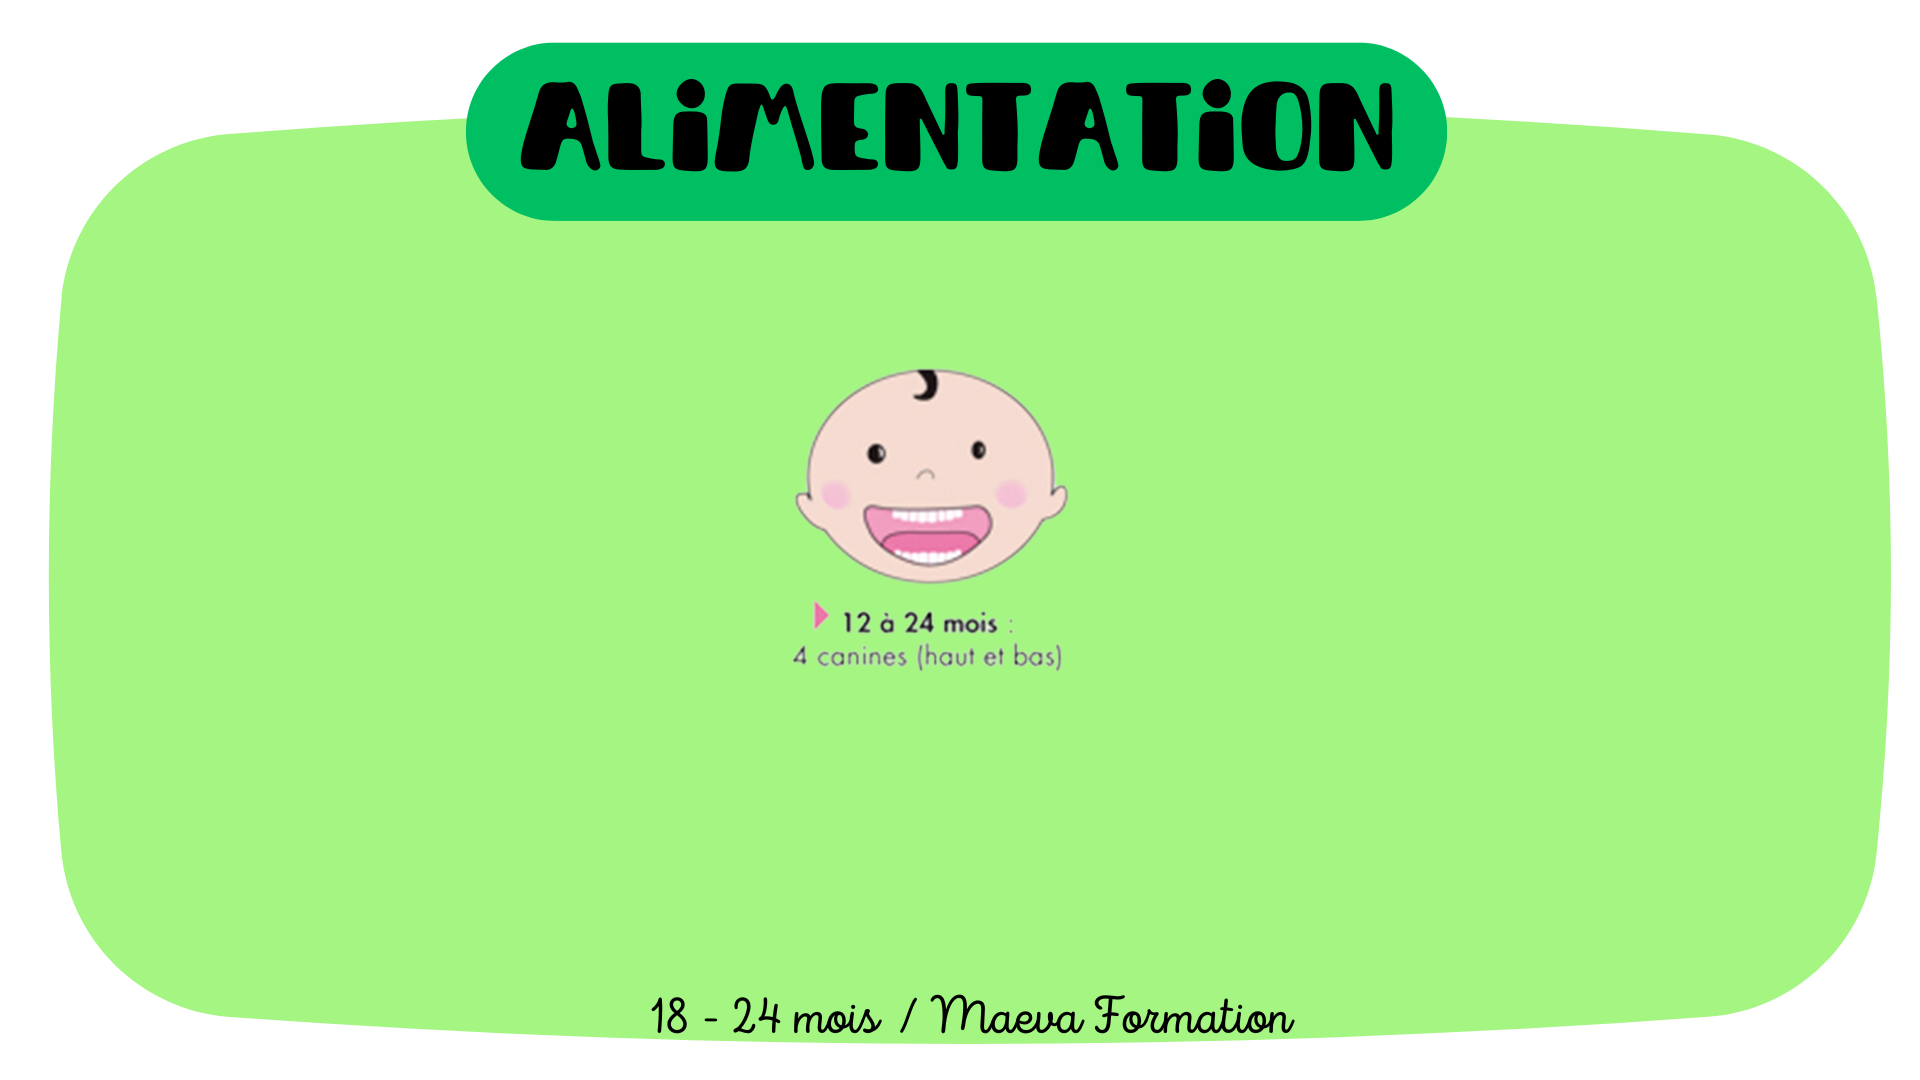 ALiMENTATiON
12 à 24 mois :
4 canines (haut et bas)
18 - 24 mois / Maeva Formation